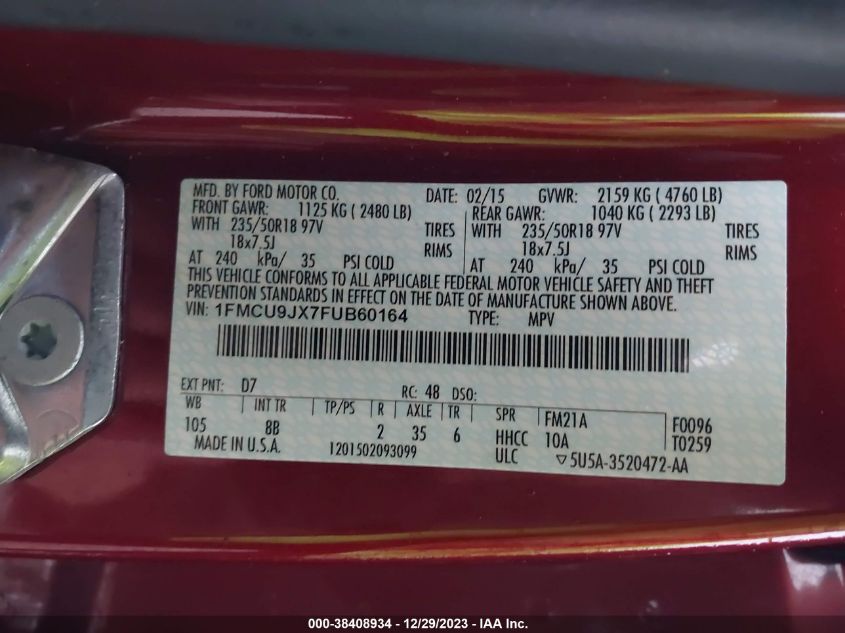 MFD. BY FORD MOTOR CO. DATE: 02/15 GVWR: 2159 KG ( 4760 LB)
FRONT GAWR: 1125 KG ( 2480 LB) REAR GAWR: 1040 KG ( 2293 LB)
WITH 235/50R18 97V TIRES WITH 235/50R18 97V TIRES
18x7.5J RIMS 18x7.5J RIMS
AT 240 kPa/ 35 PSI COLD AT 240 kPa/ 35 PSI COLD
THIS VEHICLE CONFORMS TO ALL APPLICABLE FEDERAL MOTOR VEHICLE SAFETY AND THEFT
PREVENTION STANDARDS IN EFFECT ON THE DATE OF MANUFACTURE SHOWN ABOVE.
VIN: 1FMCU9JX7FUB60164 TYPE: MPV
EXT PNT: D7 RC: 48 DSO:
WB INT TR TP/PS R AXLE TR SPR FM21A F0096
105 8B 2 35 6 HHCC 10A T0259
MADE IN U.S.A. 1201502093099 ULC ▽5U5A-3520472-AA
000-38408934 - 12/29/2023 - IAA Inc.